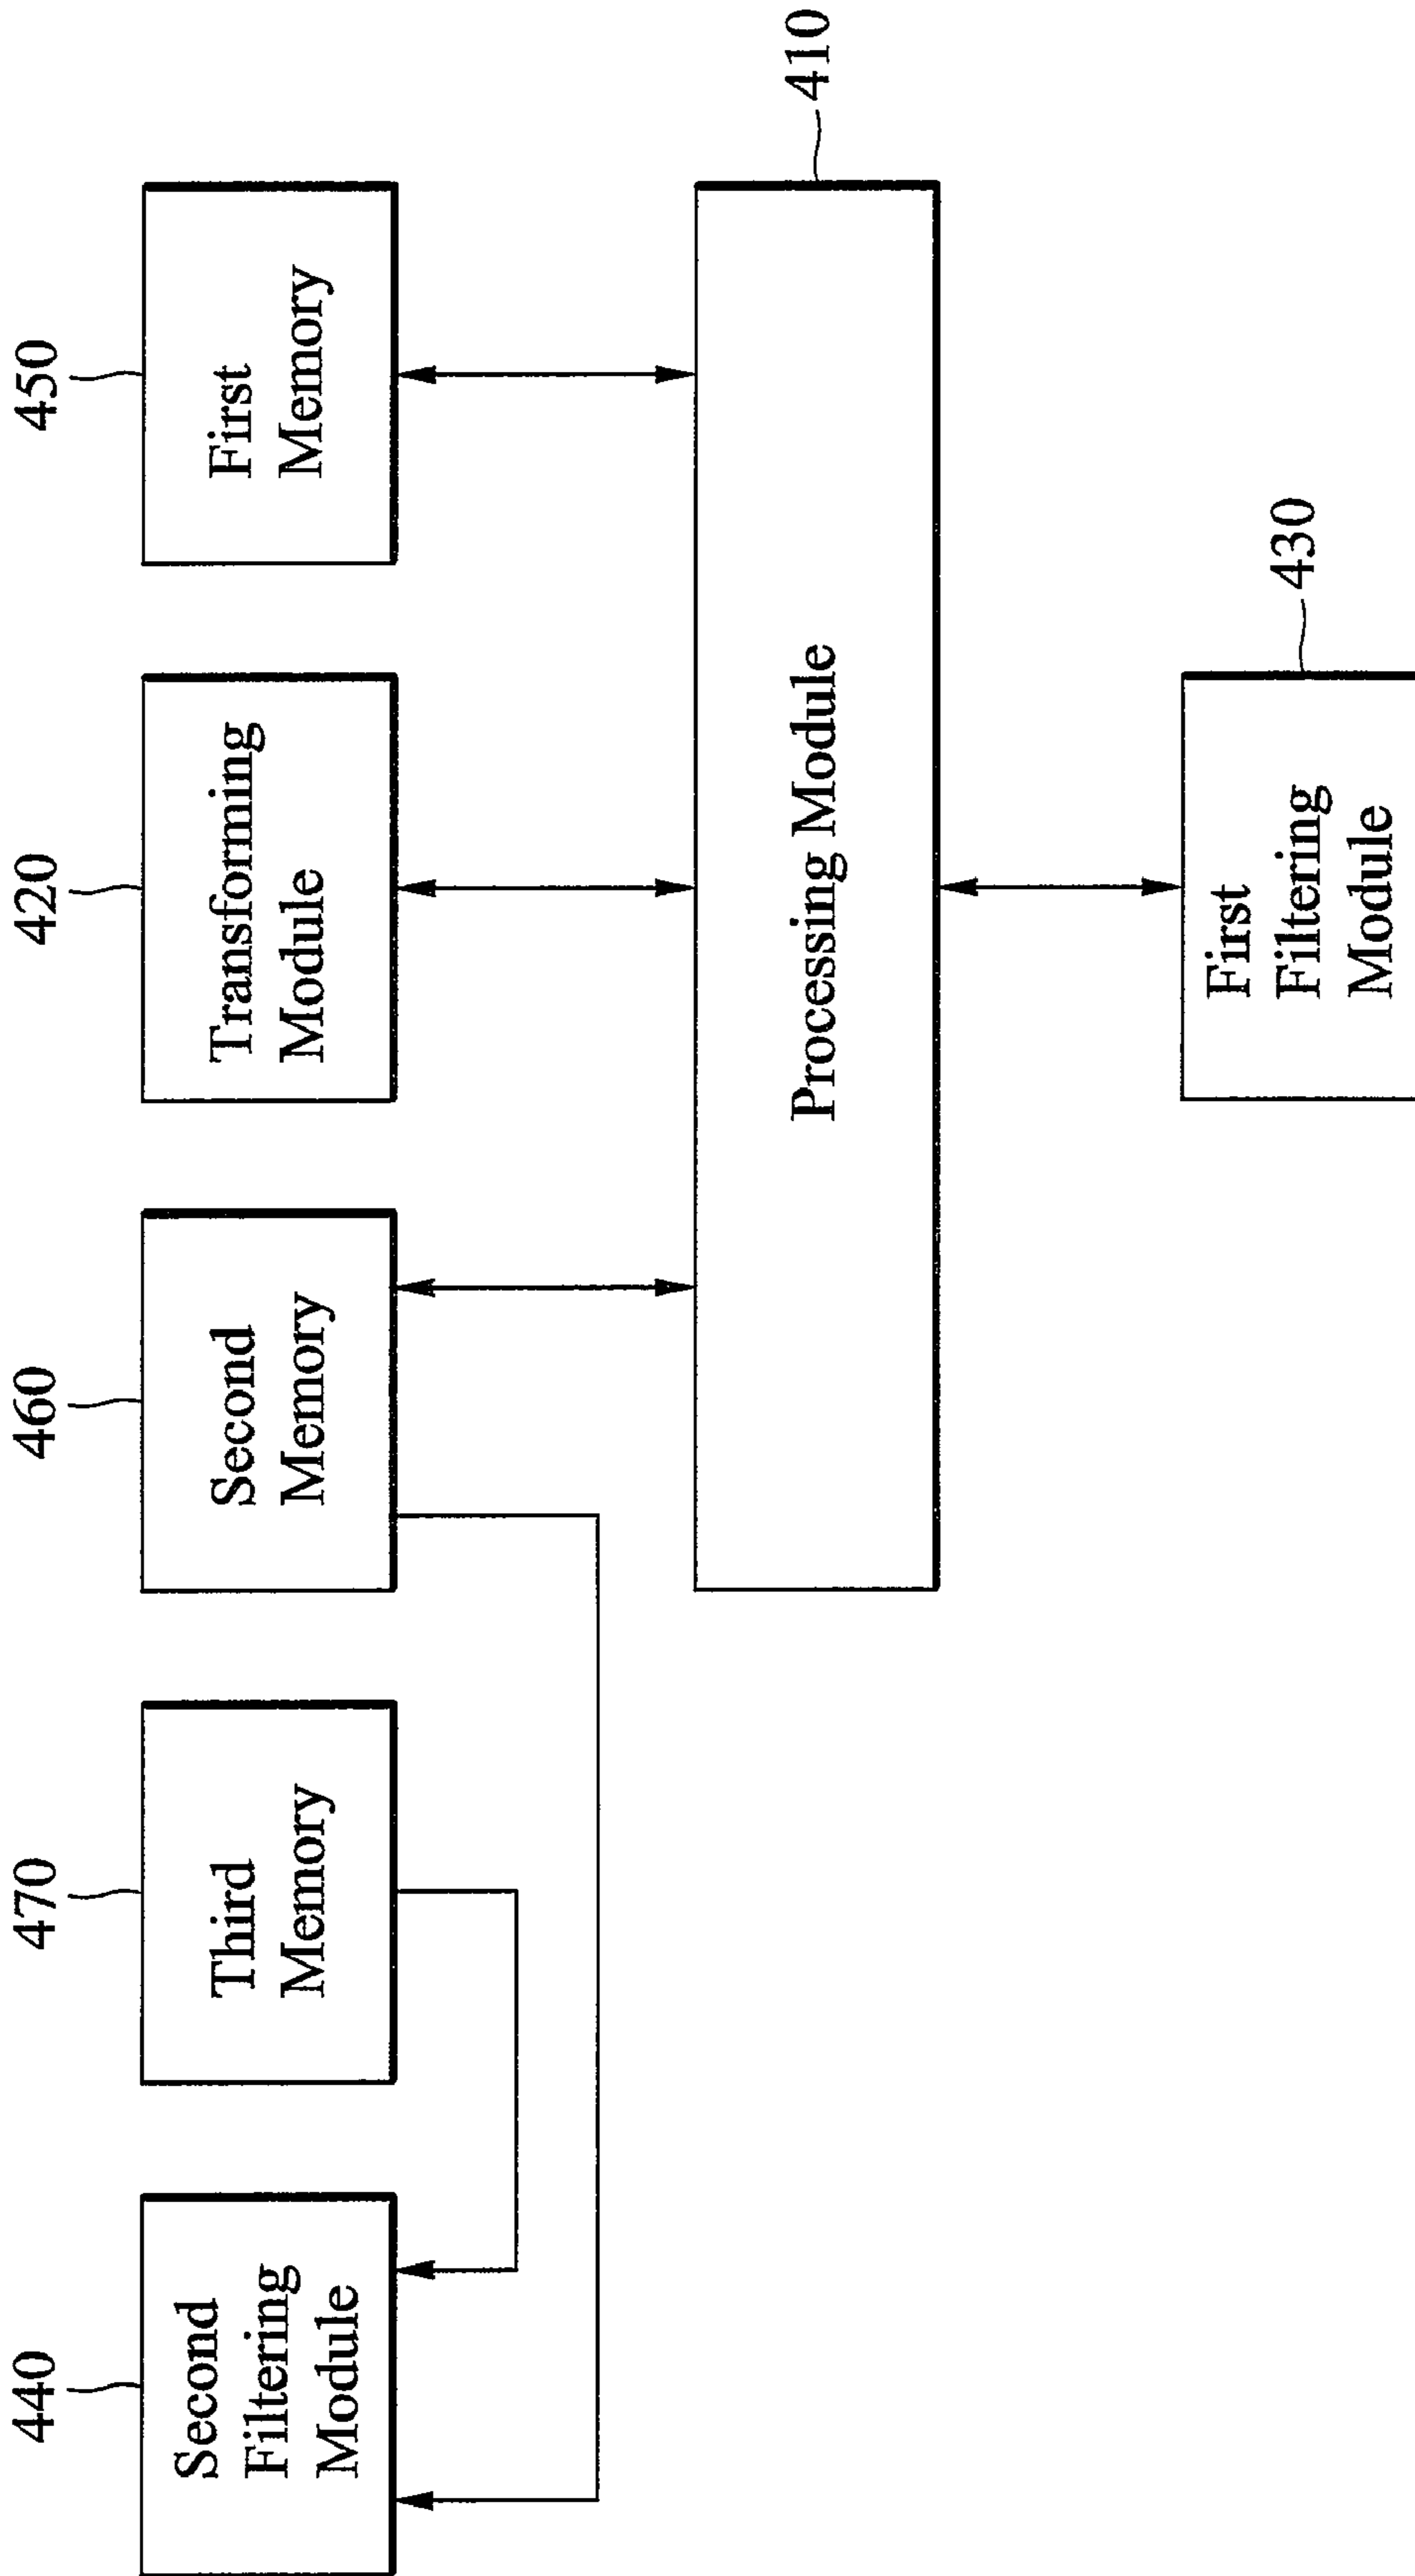 440
Second
Filtering
Module
470
Third
Memory
460
Second
Memory
420
Transforming
Module
450
First
Memory
Processing Module
410
First
Filtering
Module
430